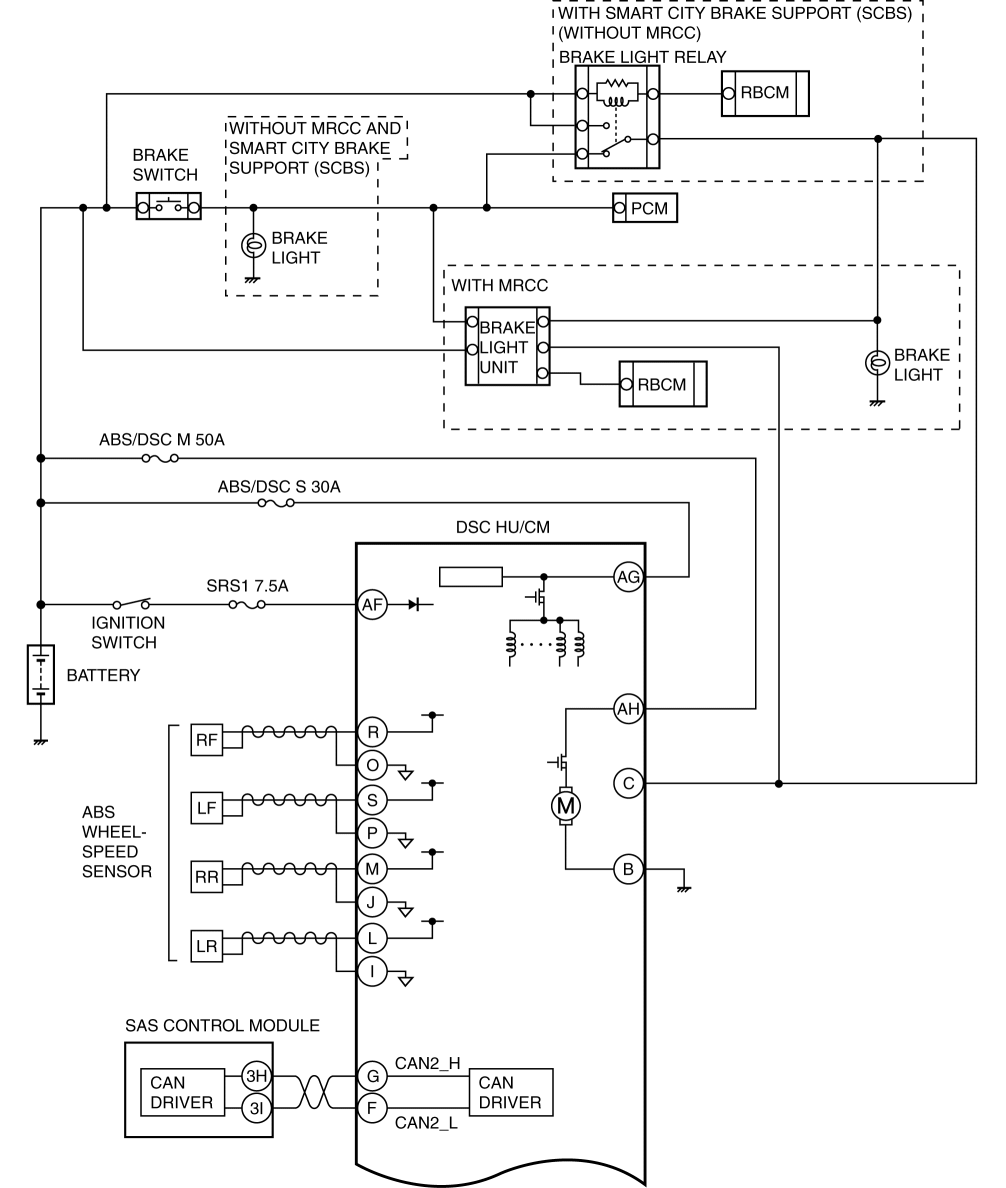 WITH SMART CITY BRAKE SUPPORT (SCBS)
(WITHOUT MRCC)
BRAKE LIGHT RELAY
RBCM
WITHOUT MRCC AND
SMART CITY BRAKE
SUPPORT (SCBS)
BRAKE
SWITCH
PCM
BRAKE
LIGHT
WITH MRCC
BRAKE
LIGHT
UNIT
RBCM
BRAKE
LIGHT
ABS/DSC M 50A
ABS/DSC S 30A
DSC HU/CM
AG
SRS1 7.5A
AF
IGNITION
SWITCH
BATTERY
AH
RF
R
O
C
LF
S
M
P
ABS
WHEEL-
SPEED
SENSOR
RR
M
B
J
LR
L
I
SAS CONTROL MODULE
CAN
DRIVER
3H
3I
G
F
CAN2_H
CAN2_L
CAN
DRIVER